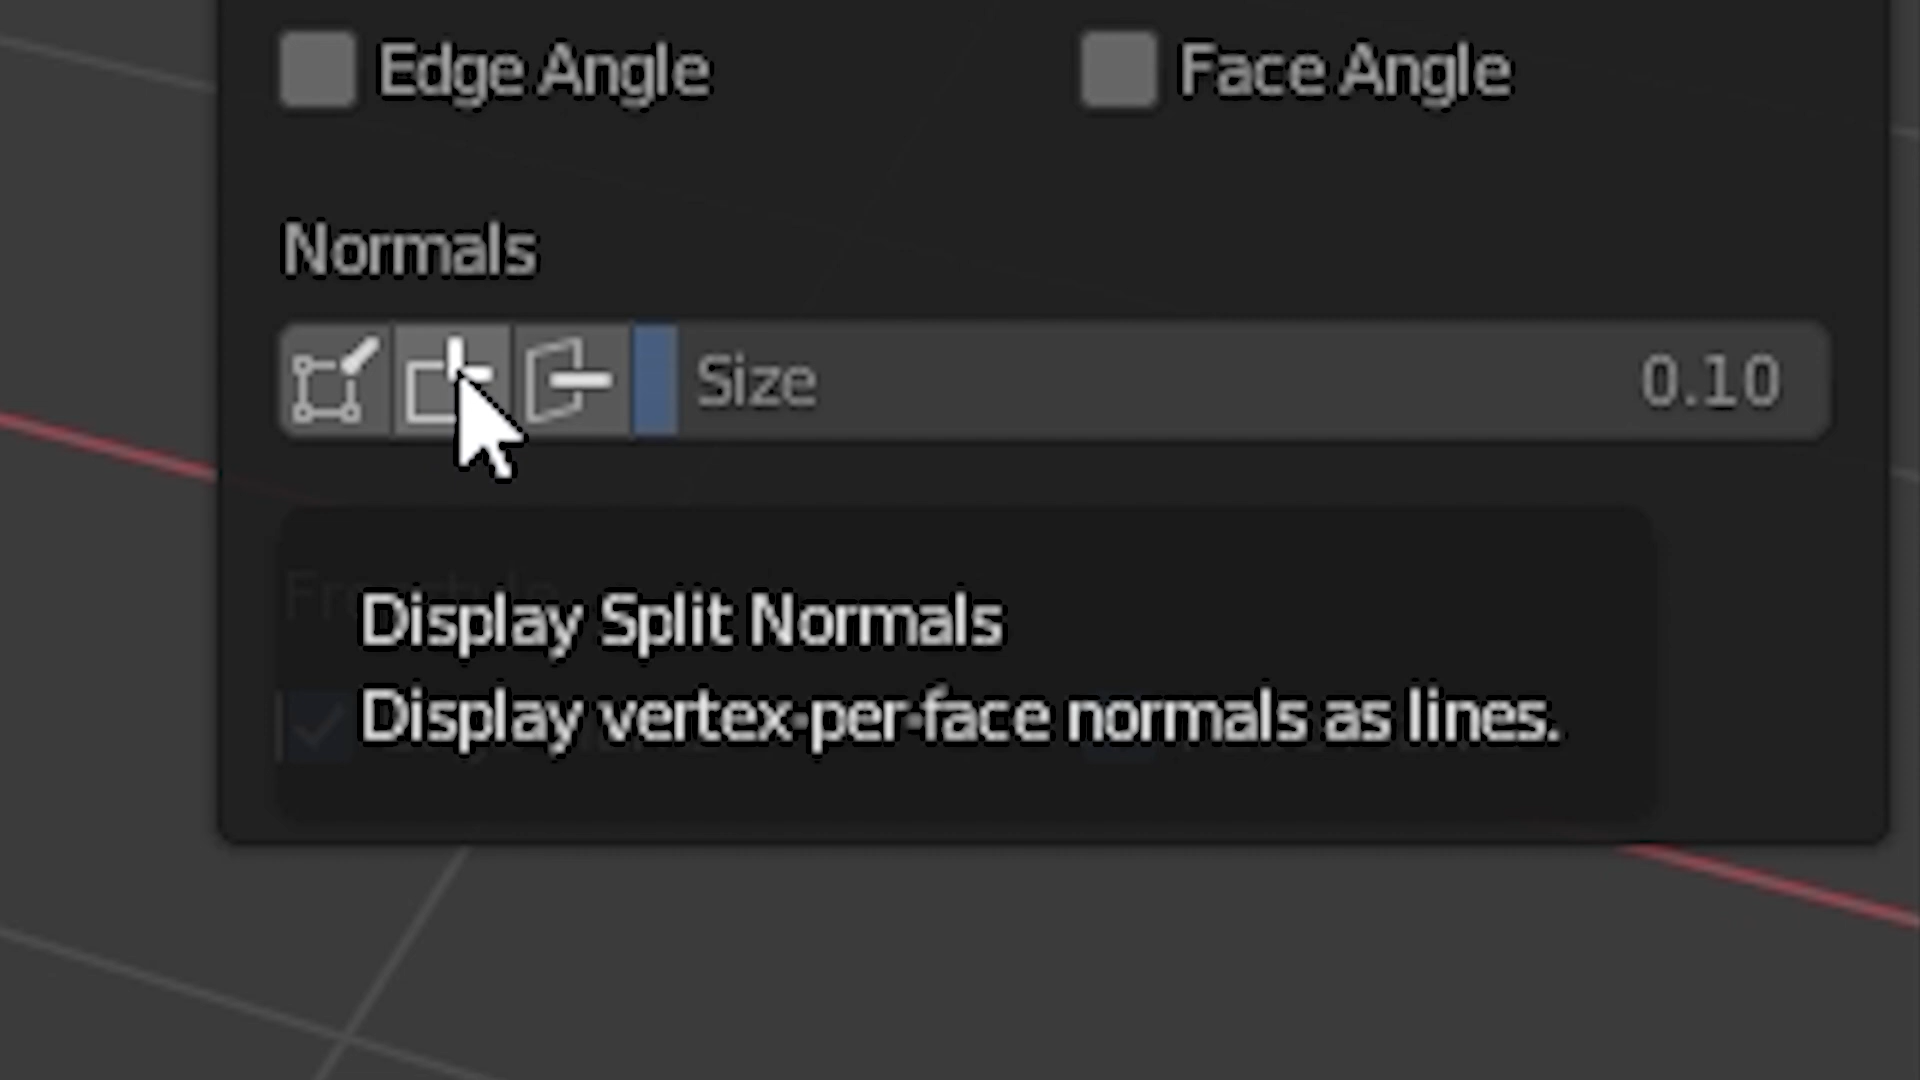 Edge Angle Face Angle
Normals
Size 0.10
Display Split Normals
Display vertex-per-face normals as lines.